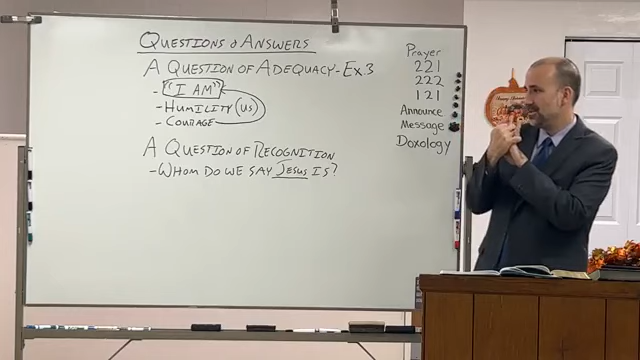 QUESTIONS & ANSWERS
A QUESTION OF ADEQUACY - Ex. 3
- "I AM"
- HUMILITY (US)
- COURAGE
A QUESTION OF RECOGNITION
- WHOM DO WE SAY JESUS IS?
Prayer
221
222
121
Announce
Message
Doxology